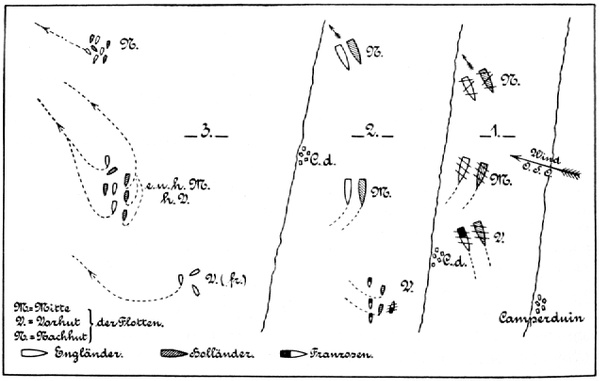 N.
N.
N.
3.
2.
1.
Wind
O.S.O.
C.d.
e.u.h. M.
h. V.
M.
M.
V. (fr.)
V.
V.
C.d.
Camperduin
M = Mitte
V. = Vorhut
N. = Nachhut
der Flotten.
Engländer.
Holländer.
Franzosen.